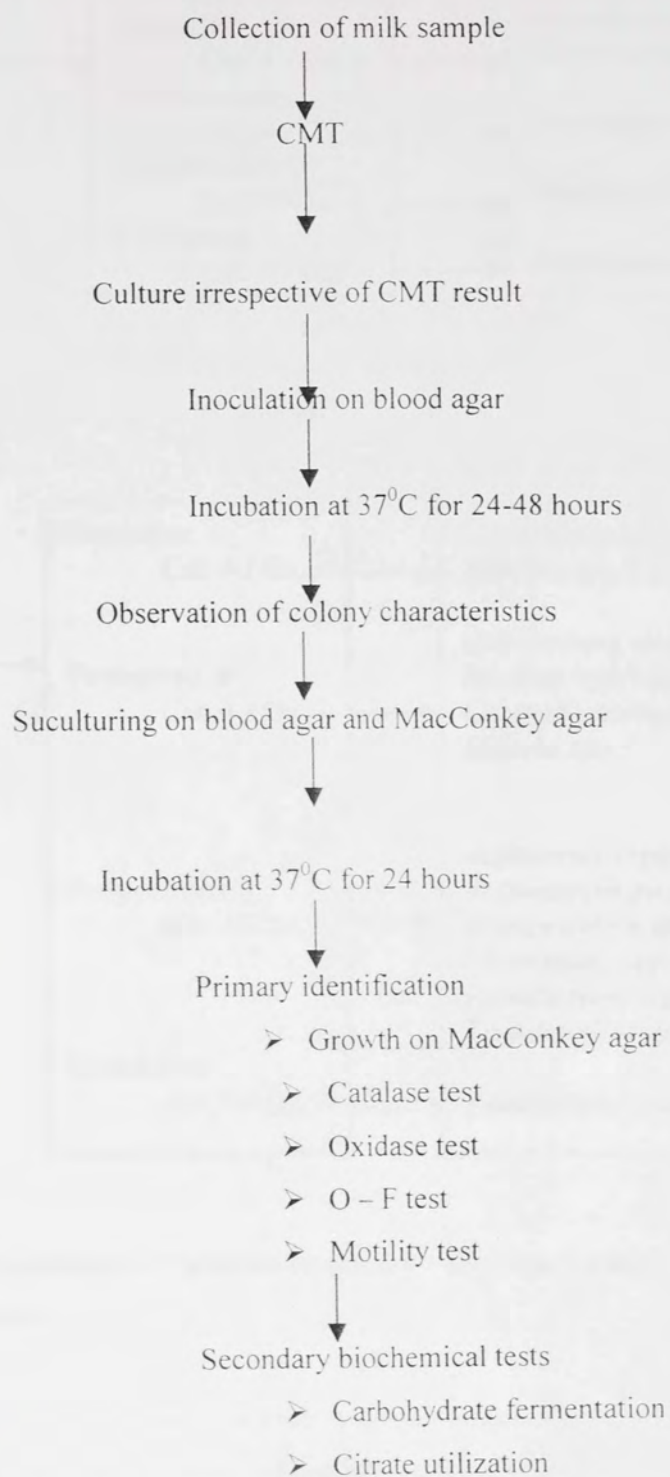 Collection of milk sample
CMT
Culture irrespective of CMT result
Inoculation on blood agar
Incubation at 37⁰C for 24-48 hours
Observation of colony characteristics
Suculturing on blood agar and MacConkey agar
Incubation at 37⁰C for 24 hours
Primary identification
➢ Growth on MacConkey agar
➢ Catalase test
➢ Oxidase test
➢ O – F test
➢ Motility test
Secondary biochemical tests
➢ Carbohydrate fermentation
➢ Citrate utilization